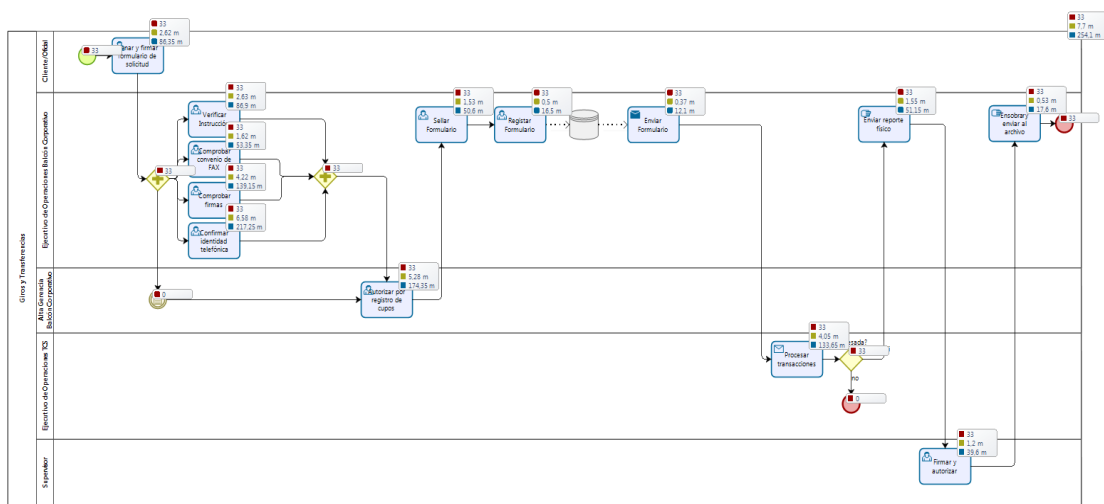 Giros y Transferencias
Cliente/Oficial
33
33
2,62 m
86,35 m
anar y firmar
formulario de
solicitud
33
7,7 m
254,1 m
Ejecutivo de Operaciones Balcón Corporativo
33
33
2,63 m
86,9 m
Verificar
Instrucción
33
1,62 m
53,35 m
Comprobar
convenio de
FAX
33
4,22 m
139,15 m
Comprobar
firmas
33
6,58 m
217,25 m
Confirmar
identidad
telefónica
33
33
1,53 m
50,6 m
Sellar
Formulario
33
0,5 m
16,5 m
Registar
Formulario
33
0,37 m
12,1 m
Enviar
Formulario
33
1,55 m
51,15 m
Enviar reporte
físico
33
0,53 m
17,6 m
Ensobrar y
enviar al
archivo
33
Alta Gerencia
Balcón Corporativo
0
33
5,28 m
174,35 m
Autorizar por
registro de
cupos
Ejecutivo de Operaciones TCS
33
4,05 m
133,65 m
Procesar
transacciones
esada?
33
no
0
Supervisor
33
1,2 m
39,6 m
Firmar y
autorizar